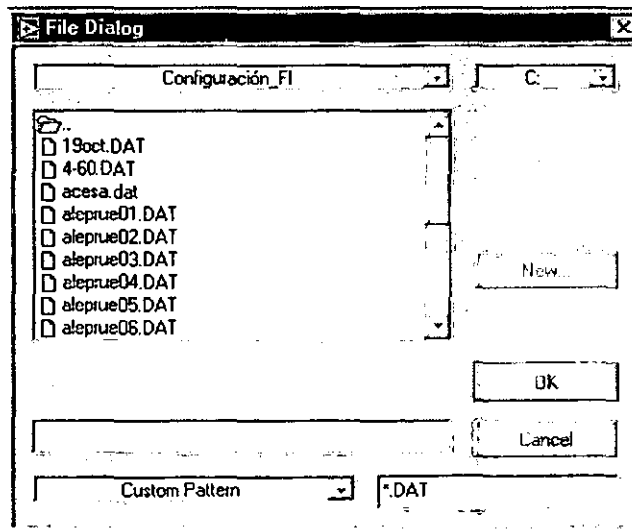 File Dialog
Configuración_FI
C:
..
19oct.DAT
4-60.DAT
acesa.dat
aleprue01.DAT
aleprue02.DAT
aleprue03.DAT
aleprue04.DAT
aleprue05.DAT
aleprue06.DAT
New...
OK
Cancel
Custom Pattern
*.DAT